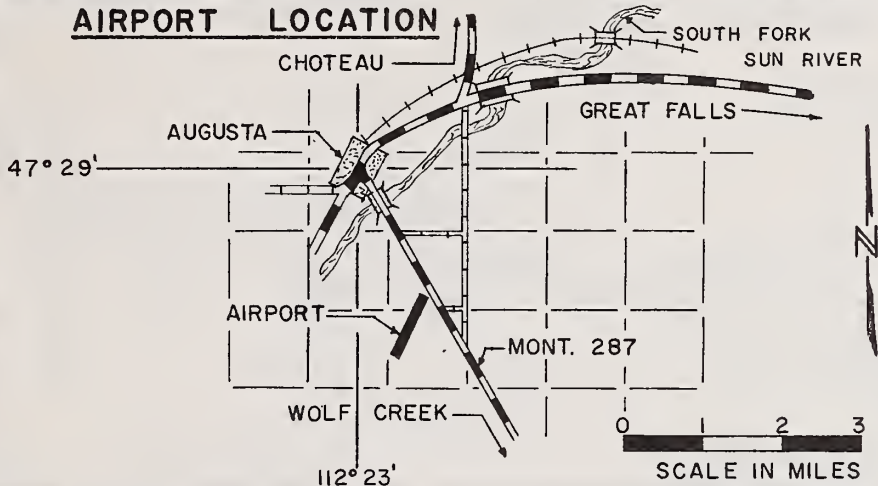 AIRPORT LOCATION
CHOTEAU
SOUTH FORK
SUN RIVER
AUGUSTA
GREAT FALLS
47° 29'
N
AIRPORT
MONT. 287
WOLF CREEK
0 1 2 3
SCALE IN MILES
112° 23'